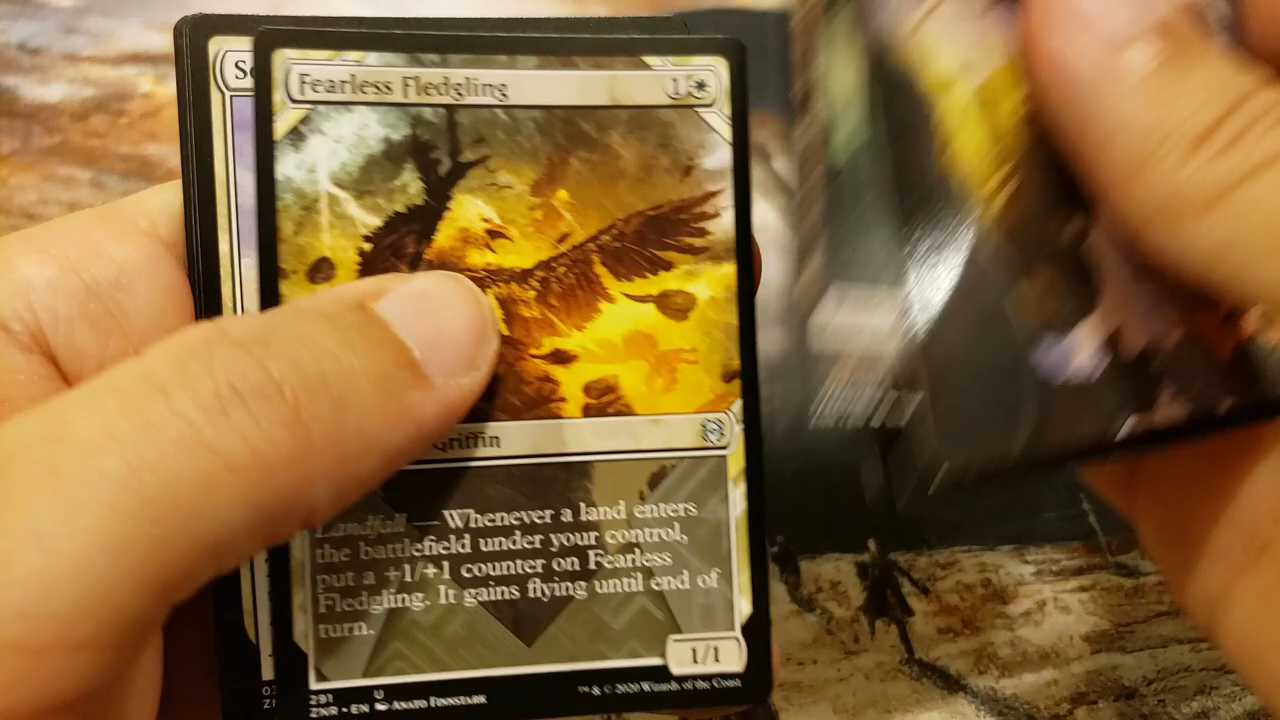 Fearless Fledgling 1
Griffin
Landfall — Whenever a land enters
the battlefield under your control,
put a +1/+1 counter on Fearless
Fledgling. It gains flying until end of
turn.
1/1
291 U
ZNR • EN ANATO FINNSTARK
™ & © 2020 Wizards of the Coast